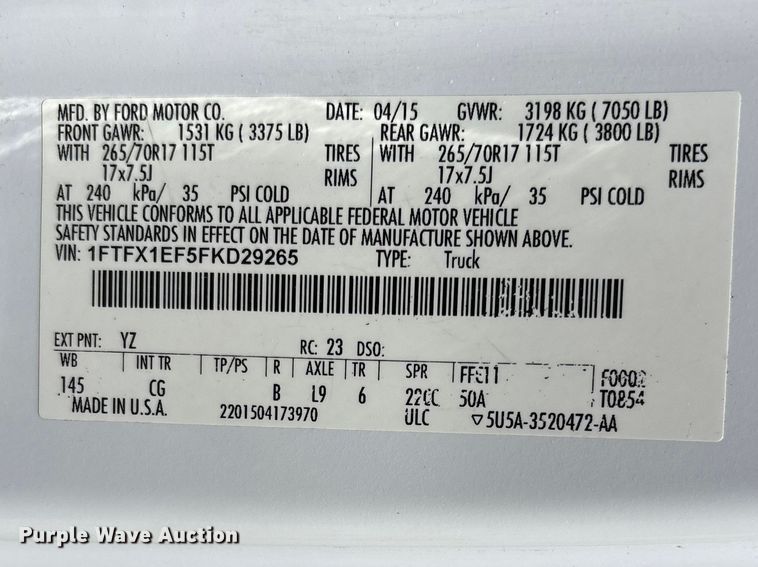 MFD. BY FORD MOTOR CO. DATE: 04/15 GVWR: 3198 KG ( 7050 LB)
FRONT GAWR: 1531 KG ( 3375 LB) REAR GAWR: 1724 KG ( 3800 LB)
WITH 265/70R17 115T TIRES WITH 265/70R17 115T TIRES
17x7.5J RIMS 17x7.5J RIMS
AT 240 kPa/ 35 PSI COLD AT 240 kPa/ 35 PSI COLD
THIS VEHICLE CONFORMS TO ALL APPLICABLE FEDERAL MOTOR VEHICLE
SAFETY STANDARDS IN EFFECT ON THE DATE OF MANUFACTURE SHOWN ABOVE.
VIN: 1FTFX1EF5FKD29265 TYPE: Truck
EXT PNT: YZ RC: 23 DSO:
WB INT TR TP/PS R AXLE TR SPR
145 CG B L9 6 50A T0854
MADE IN U.S.A. 2201504173970 ULC ▽5U5A-3520472-AA
Purple Wave Auction